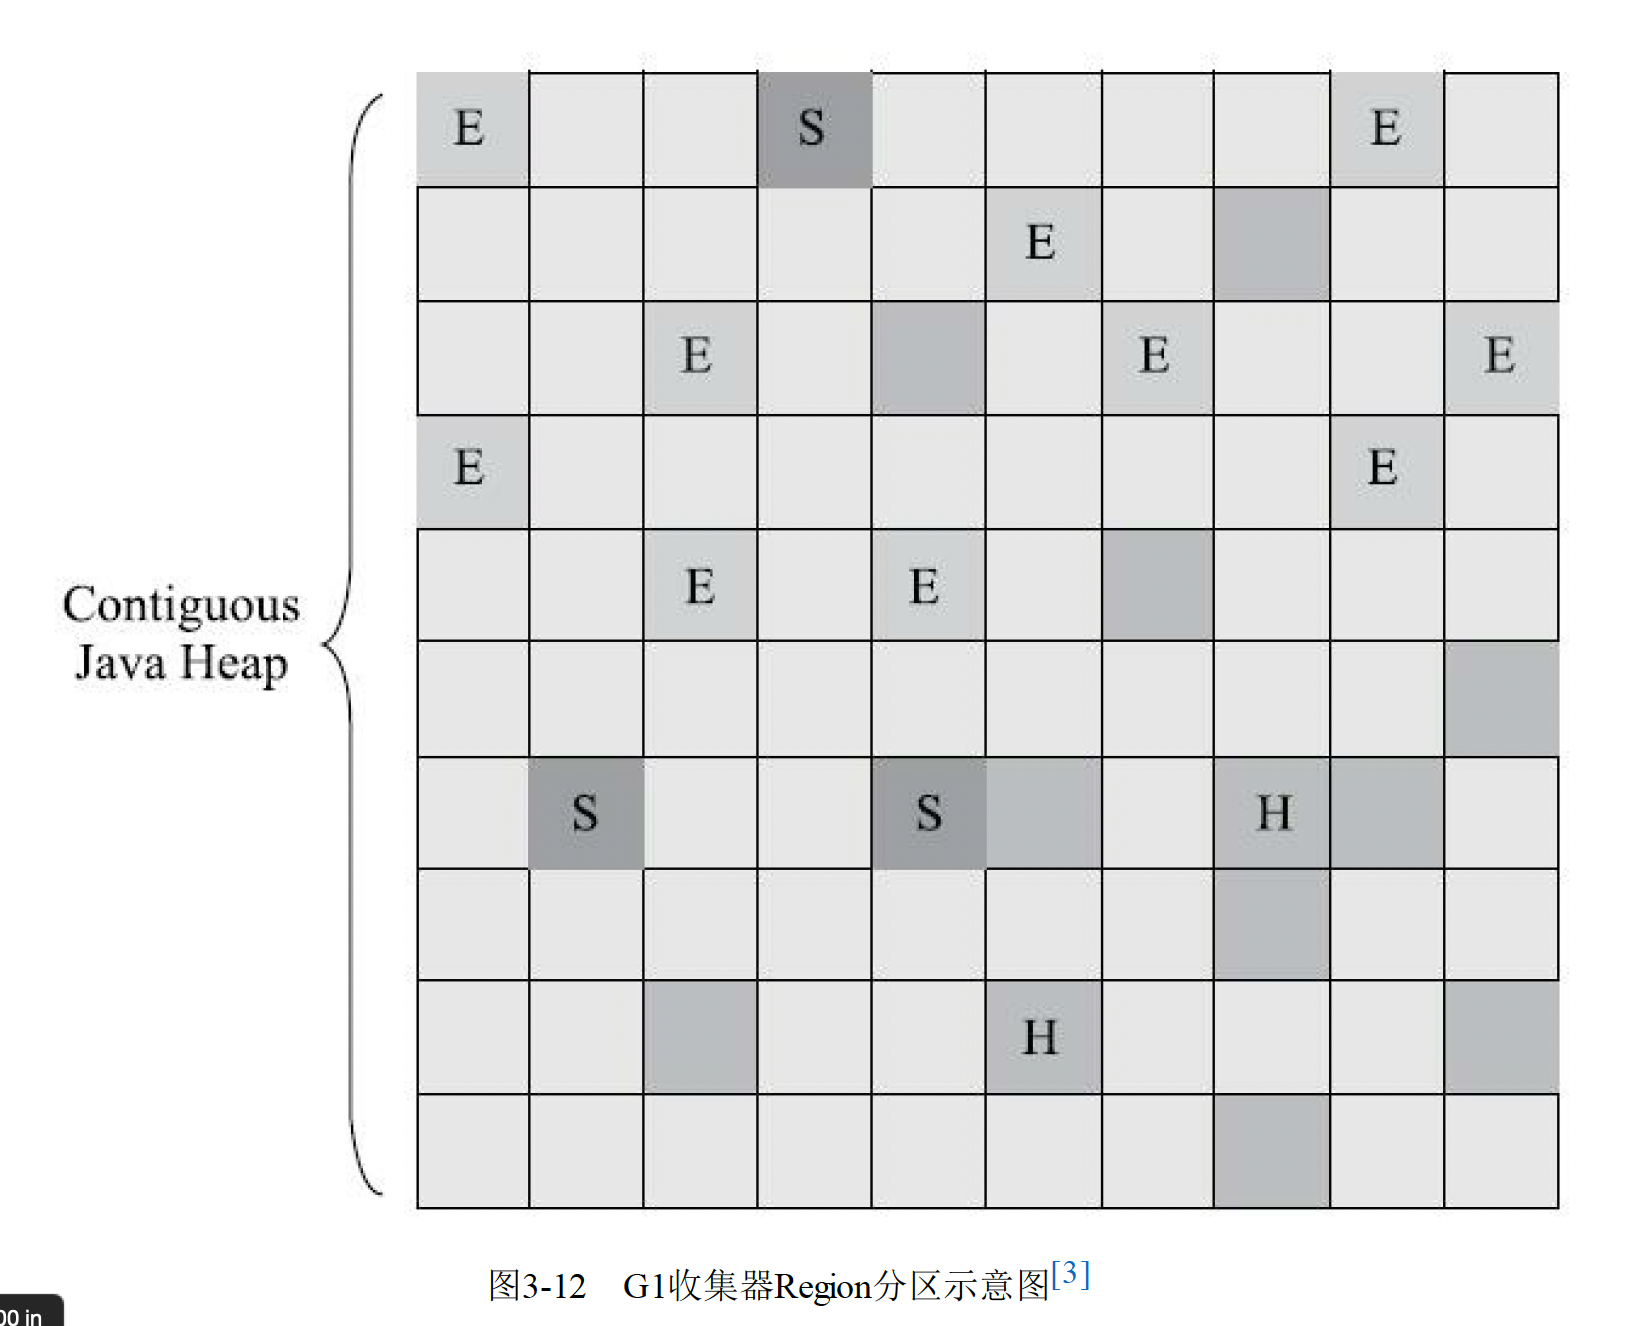 E S E
E
E E E
E E
E E
Contiguous
Java Heap
S S H
H
图3-12 G1收集器Region分区示意图[3]
00 in